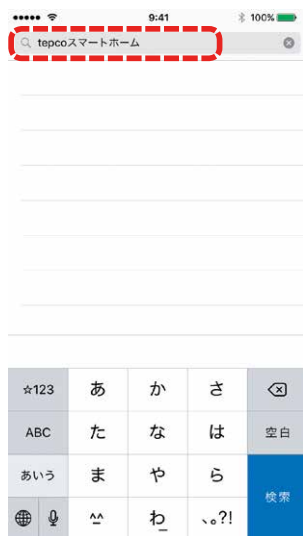 9:41 100%
tepcoスマートホーム
☆123 あ か さ
ABC た な は 空白
あいう ま や ら
^^ わ_ 、。?! 検索